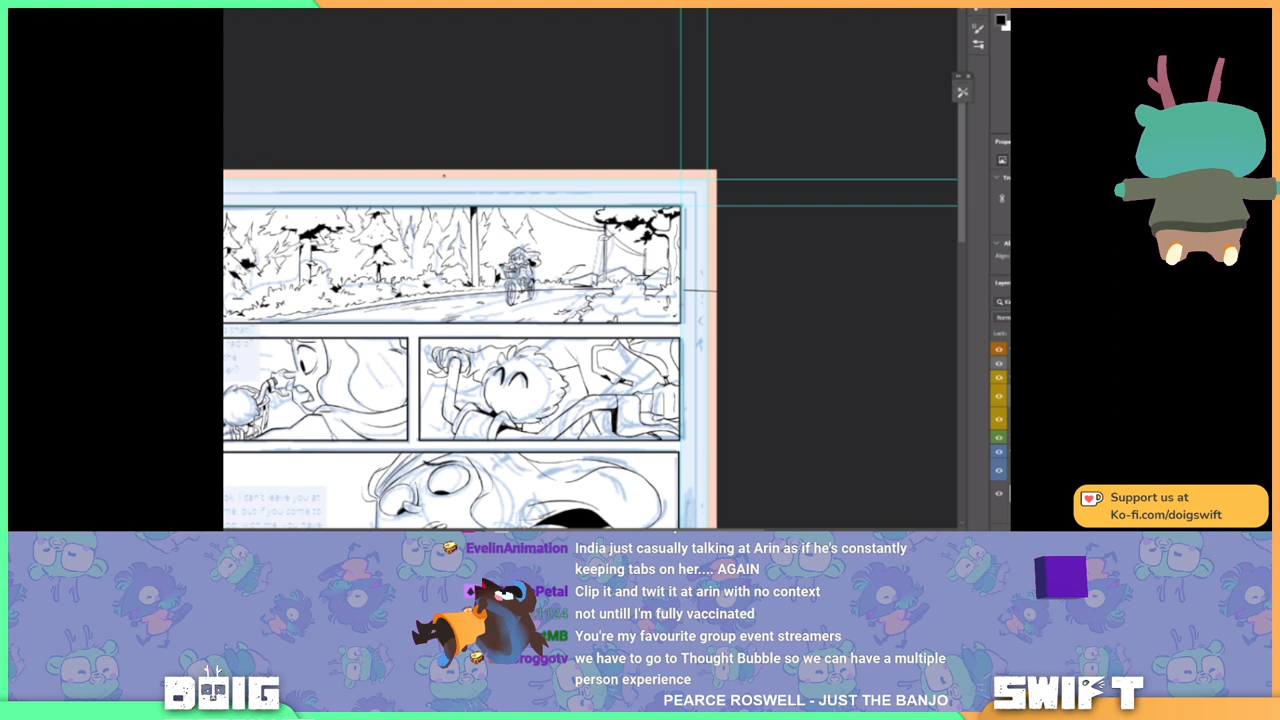 Support us at
Ko-fi.com/doigswift
EvelinAnimation India just casually talking at Arin as if he's constantly
keeping tabs on her.... AGAIN
Petal Clip it and twit it at arin with no context
not untill I'm fully vaccinated
tMB You're my favourite group event streamers
roggotv we have to go to Thought Bubble so we can have a multiple
person experience
PEARCE ROSWELL - JUST THE BANJO
DOIG
SWIFT